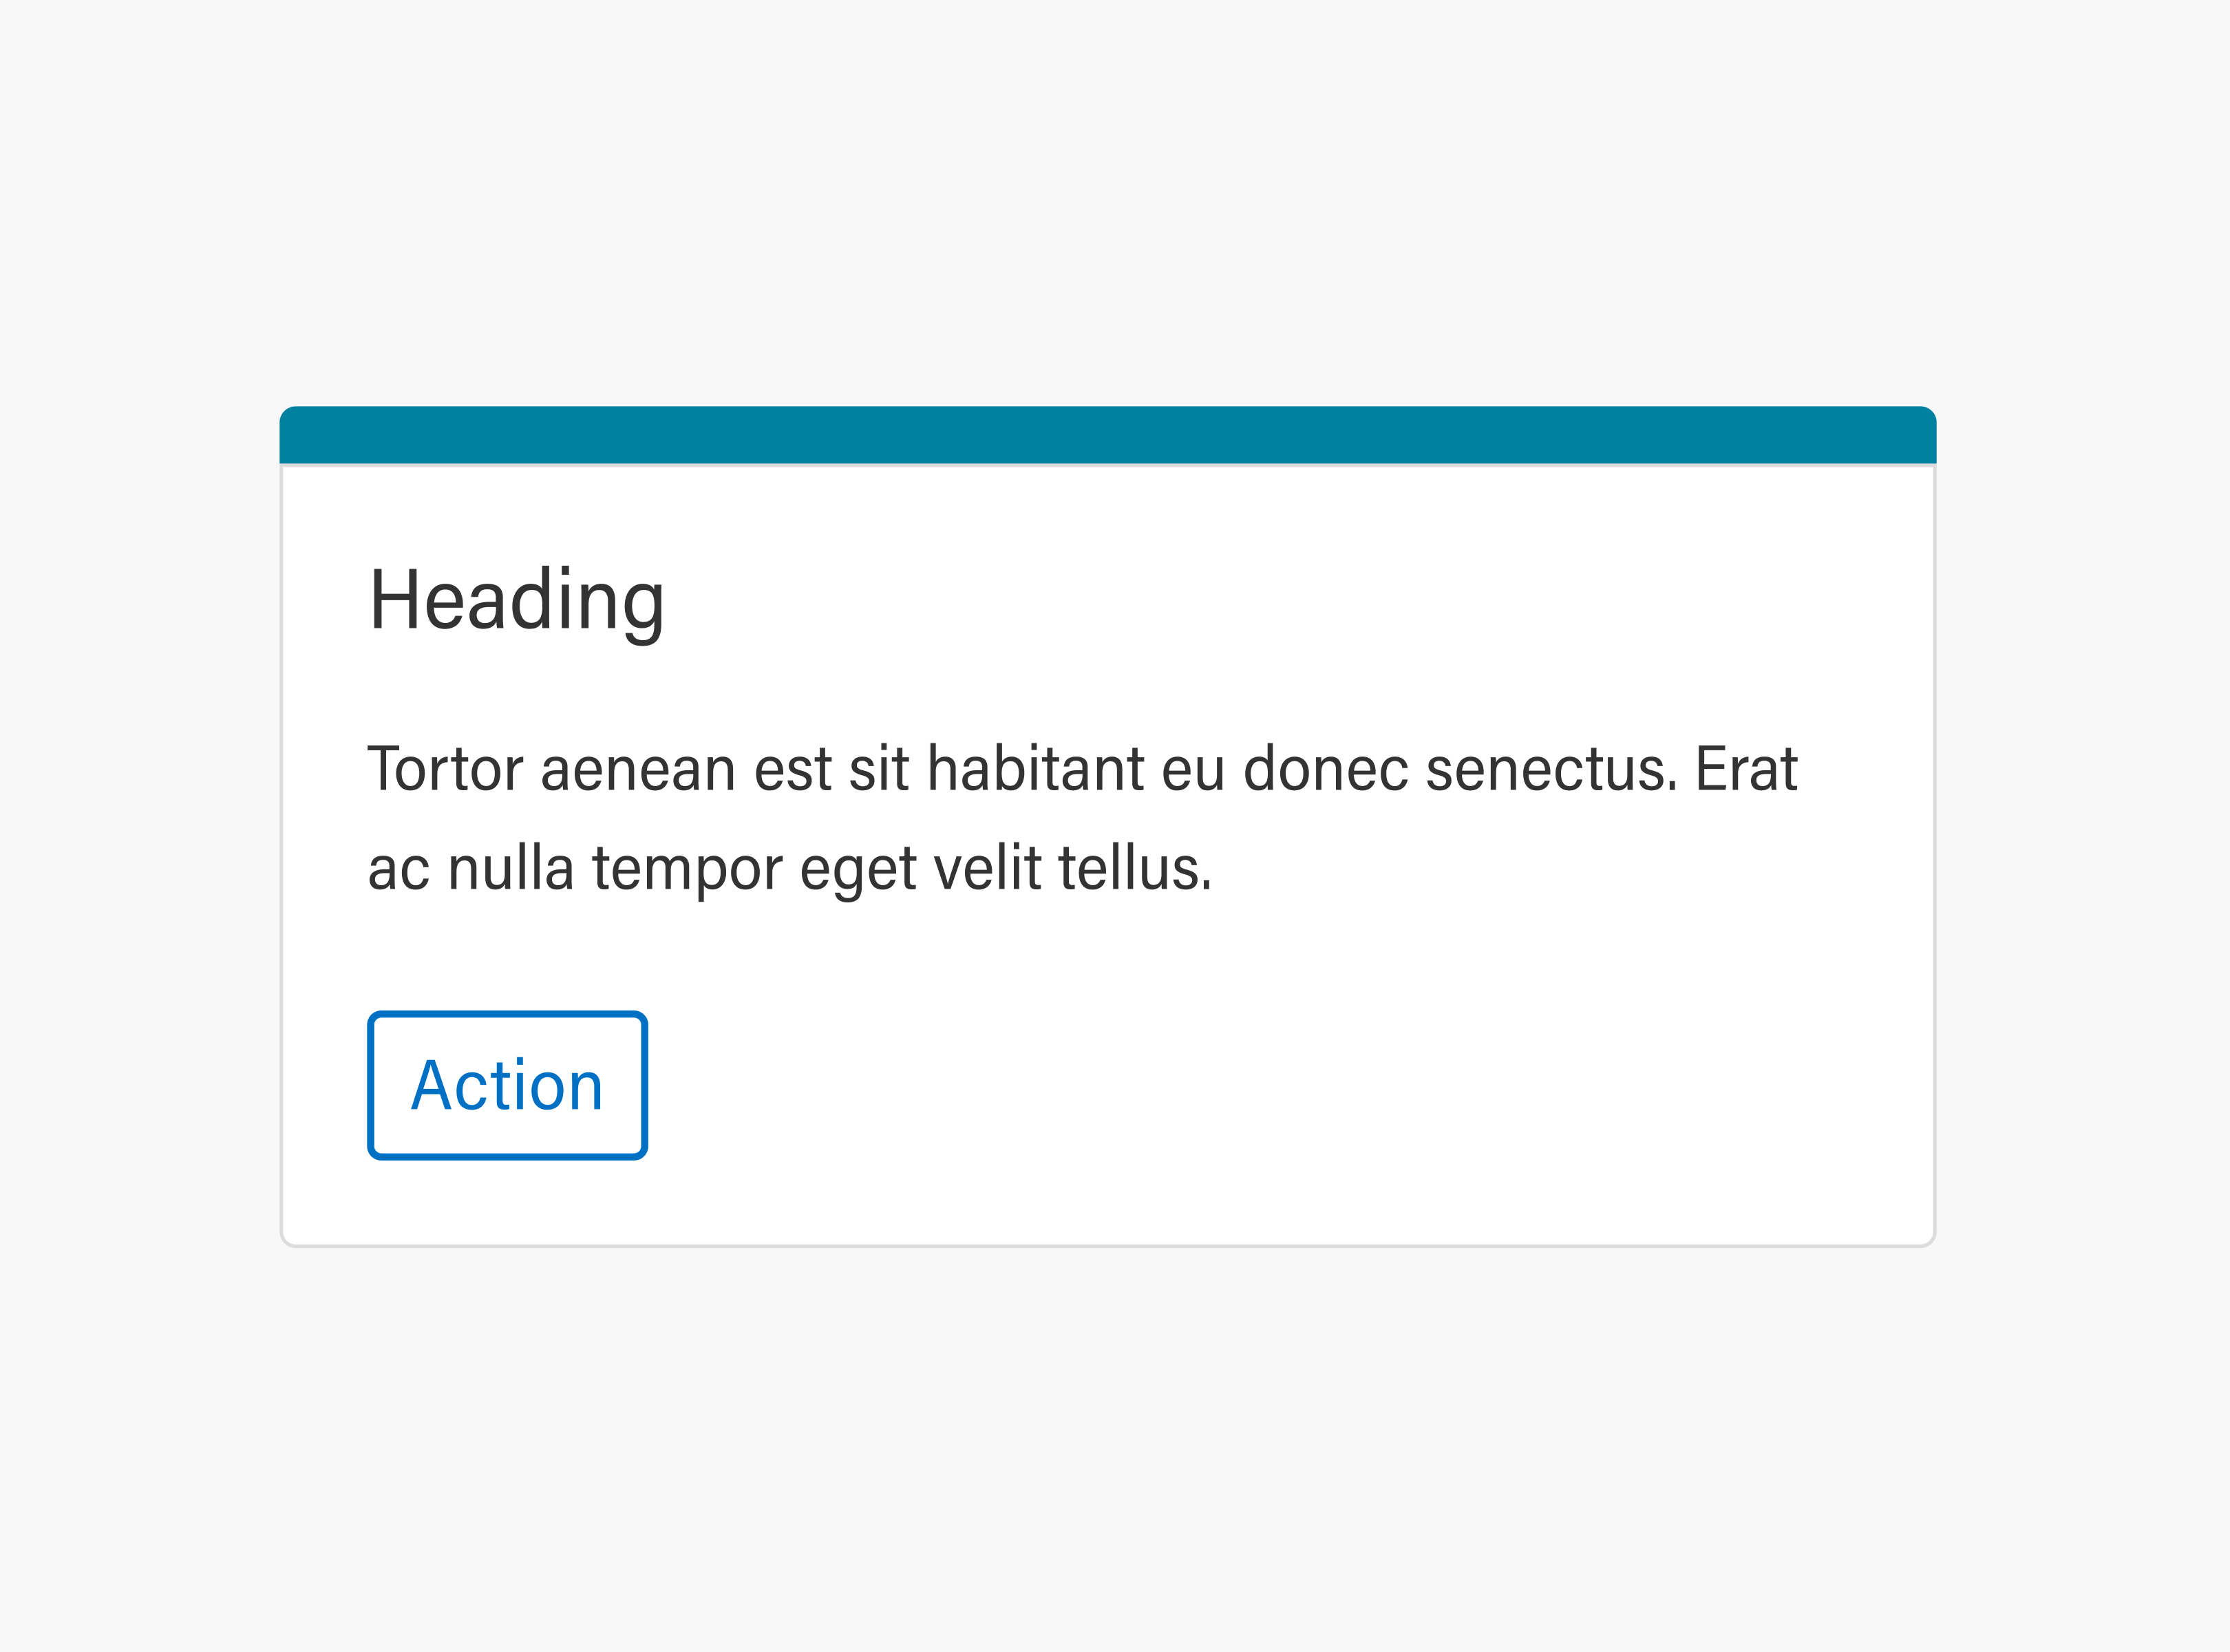 Heading
Tortor aenean est sit habitant eu donec senectus. Erat
ac nulla tempor eget velit tellus.
Action